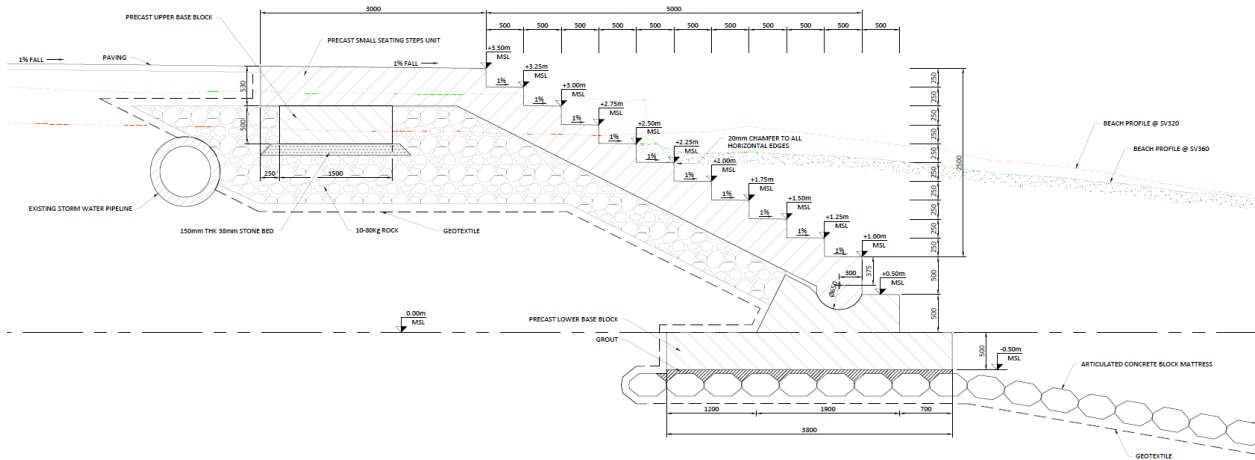 3000
5000
PRECAST UPPER BASE BLOCK
500
500
500
500
500
500
500
500
500
500
500
PRECAST SMALL SEATING STEPS UNIT
1% FALL
PAVING
1% FALL
+3.50m
MSL
+3.25m
MSL
+3.00m
MSL
+2.75m
MSL
+2.50m
MSL
+2.25m
MSL
+2.00m
MSL
+1.75m
MSL
+1.50m
MSL
+1.25m
MSL
+1.00m
MSL
+0.50m
MSL
1%
1%
1%
1%
1%
1%
1%
1%
1%
1%
530
500
250
1500
20mm CHAMFER TO ALL
HORIZONTAL EDGES
250
250
250
250
250
250
250
250
250
250
2500
BEACH PROFILE @ SV320
BEACH PROFILE @ SV360
EXISTING STORM WATER PIPELINE
150mm THK 38mm STONE BED
10-80Kg ROCK
GEOTEXTILE
300
375
Ø650
500
500
0.00m
MSL
PRECAST LOWER BASE BLOCK
GROUT
500
-0.50m
MSL
ARTICULATED CONCRETE BLOCK MATTRESS
1200
1900
700
3800
GEOTEXTILE